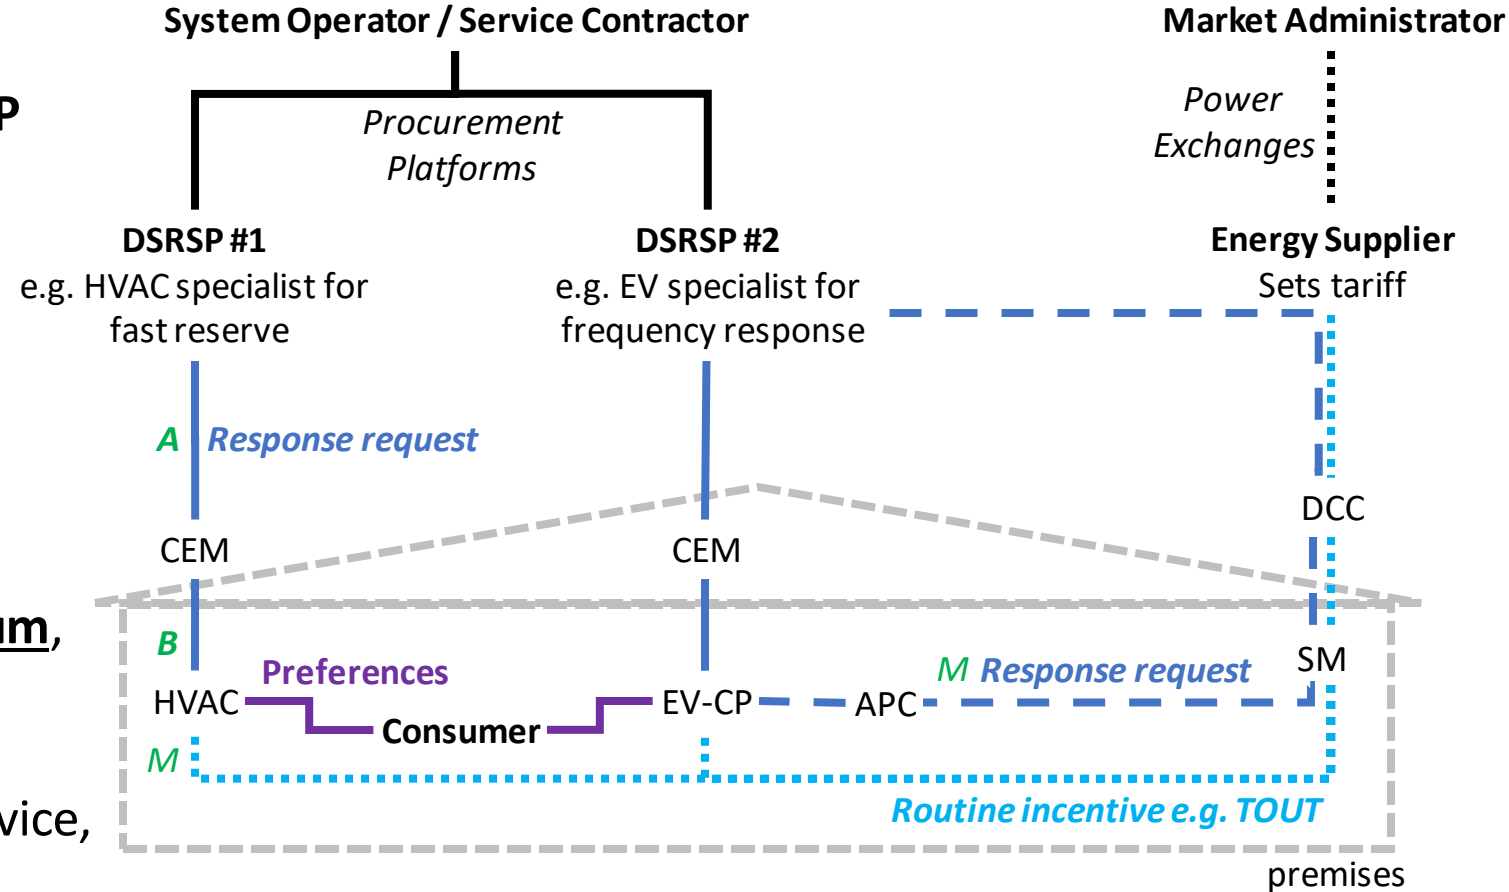 System Operator / Service Contractor
Market Administrator
P
Procurement
Platforms
Power
Exchanges
DSRSP #1
e.g. HVAC specialist for
fast reserve
DSRSP #2
e.g. EV specialist for
frequency response
Energy Supplier
Sets tariff
A Response request
DCC
CEM
CEM
um,
B
Preferences
M Response request
SM
HVAC
Consumer
EV-CP
APC
M
Routine incentive e.g. TOUT
vice,
premises